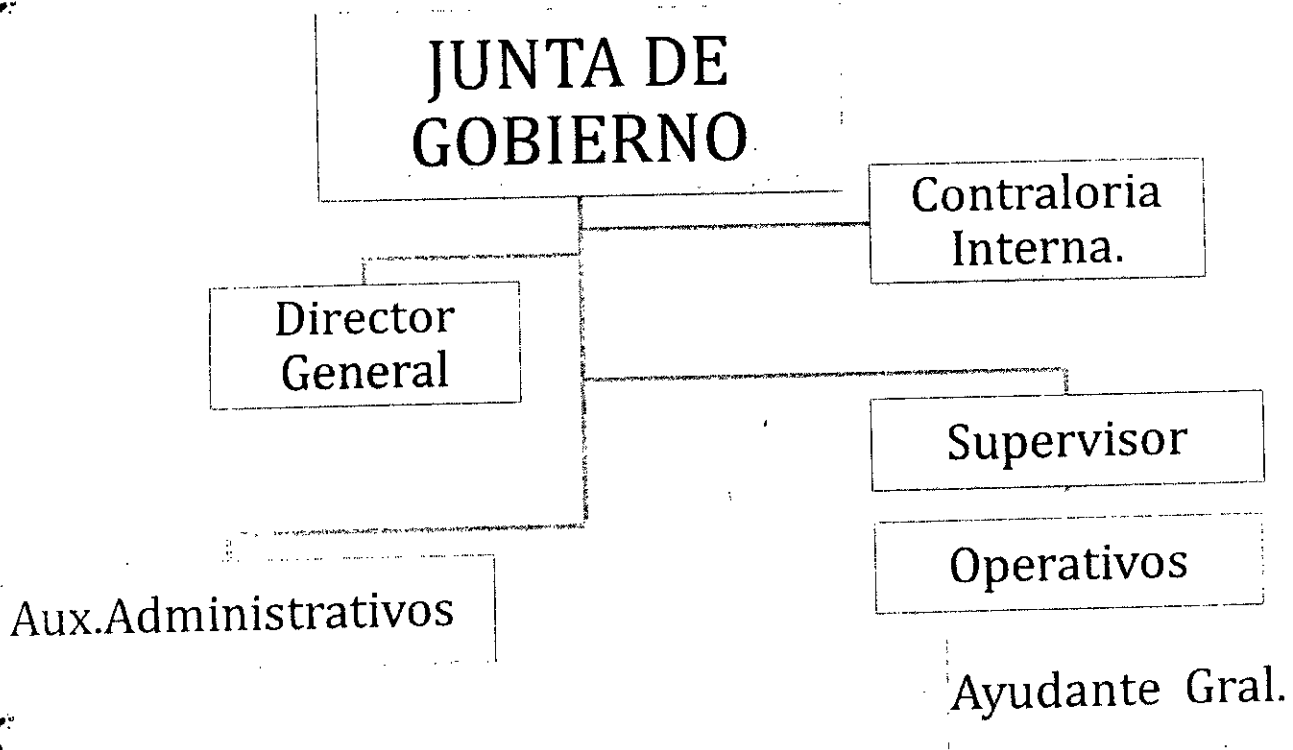 JUNTA DE
GOBIERNO
Contraloria
Interna.
Director
General
Supervisor
Operativos
Aux.Administrativos
Ayudante Gral.